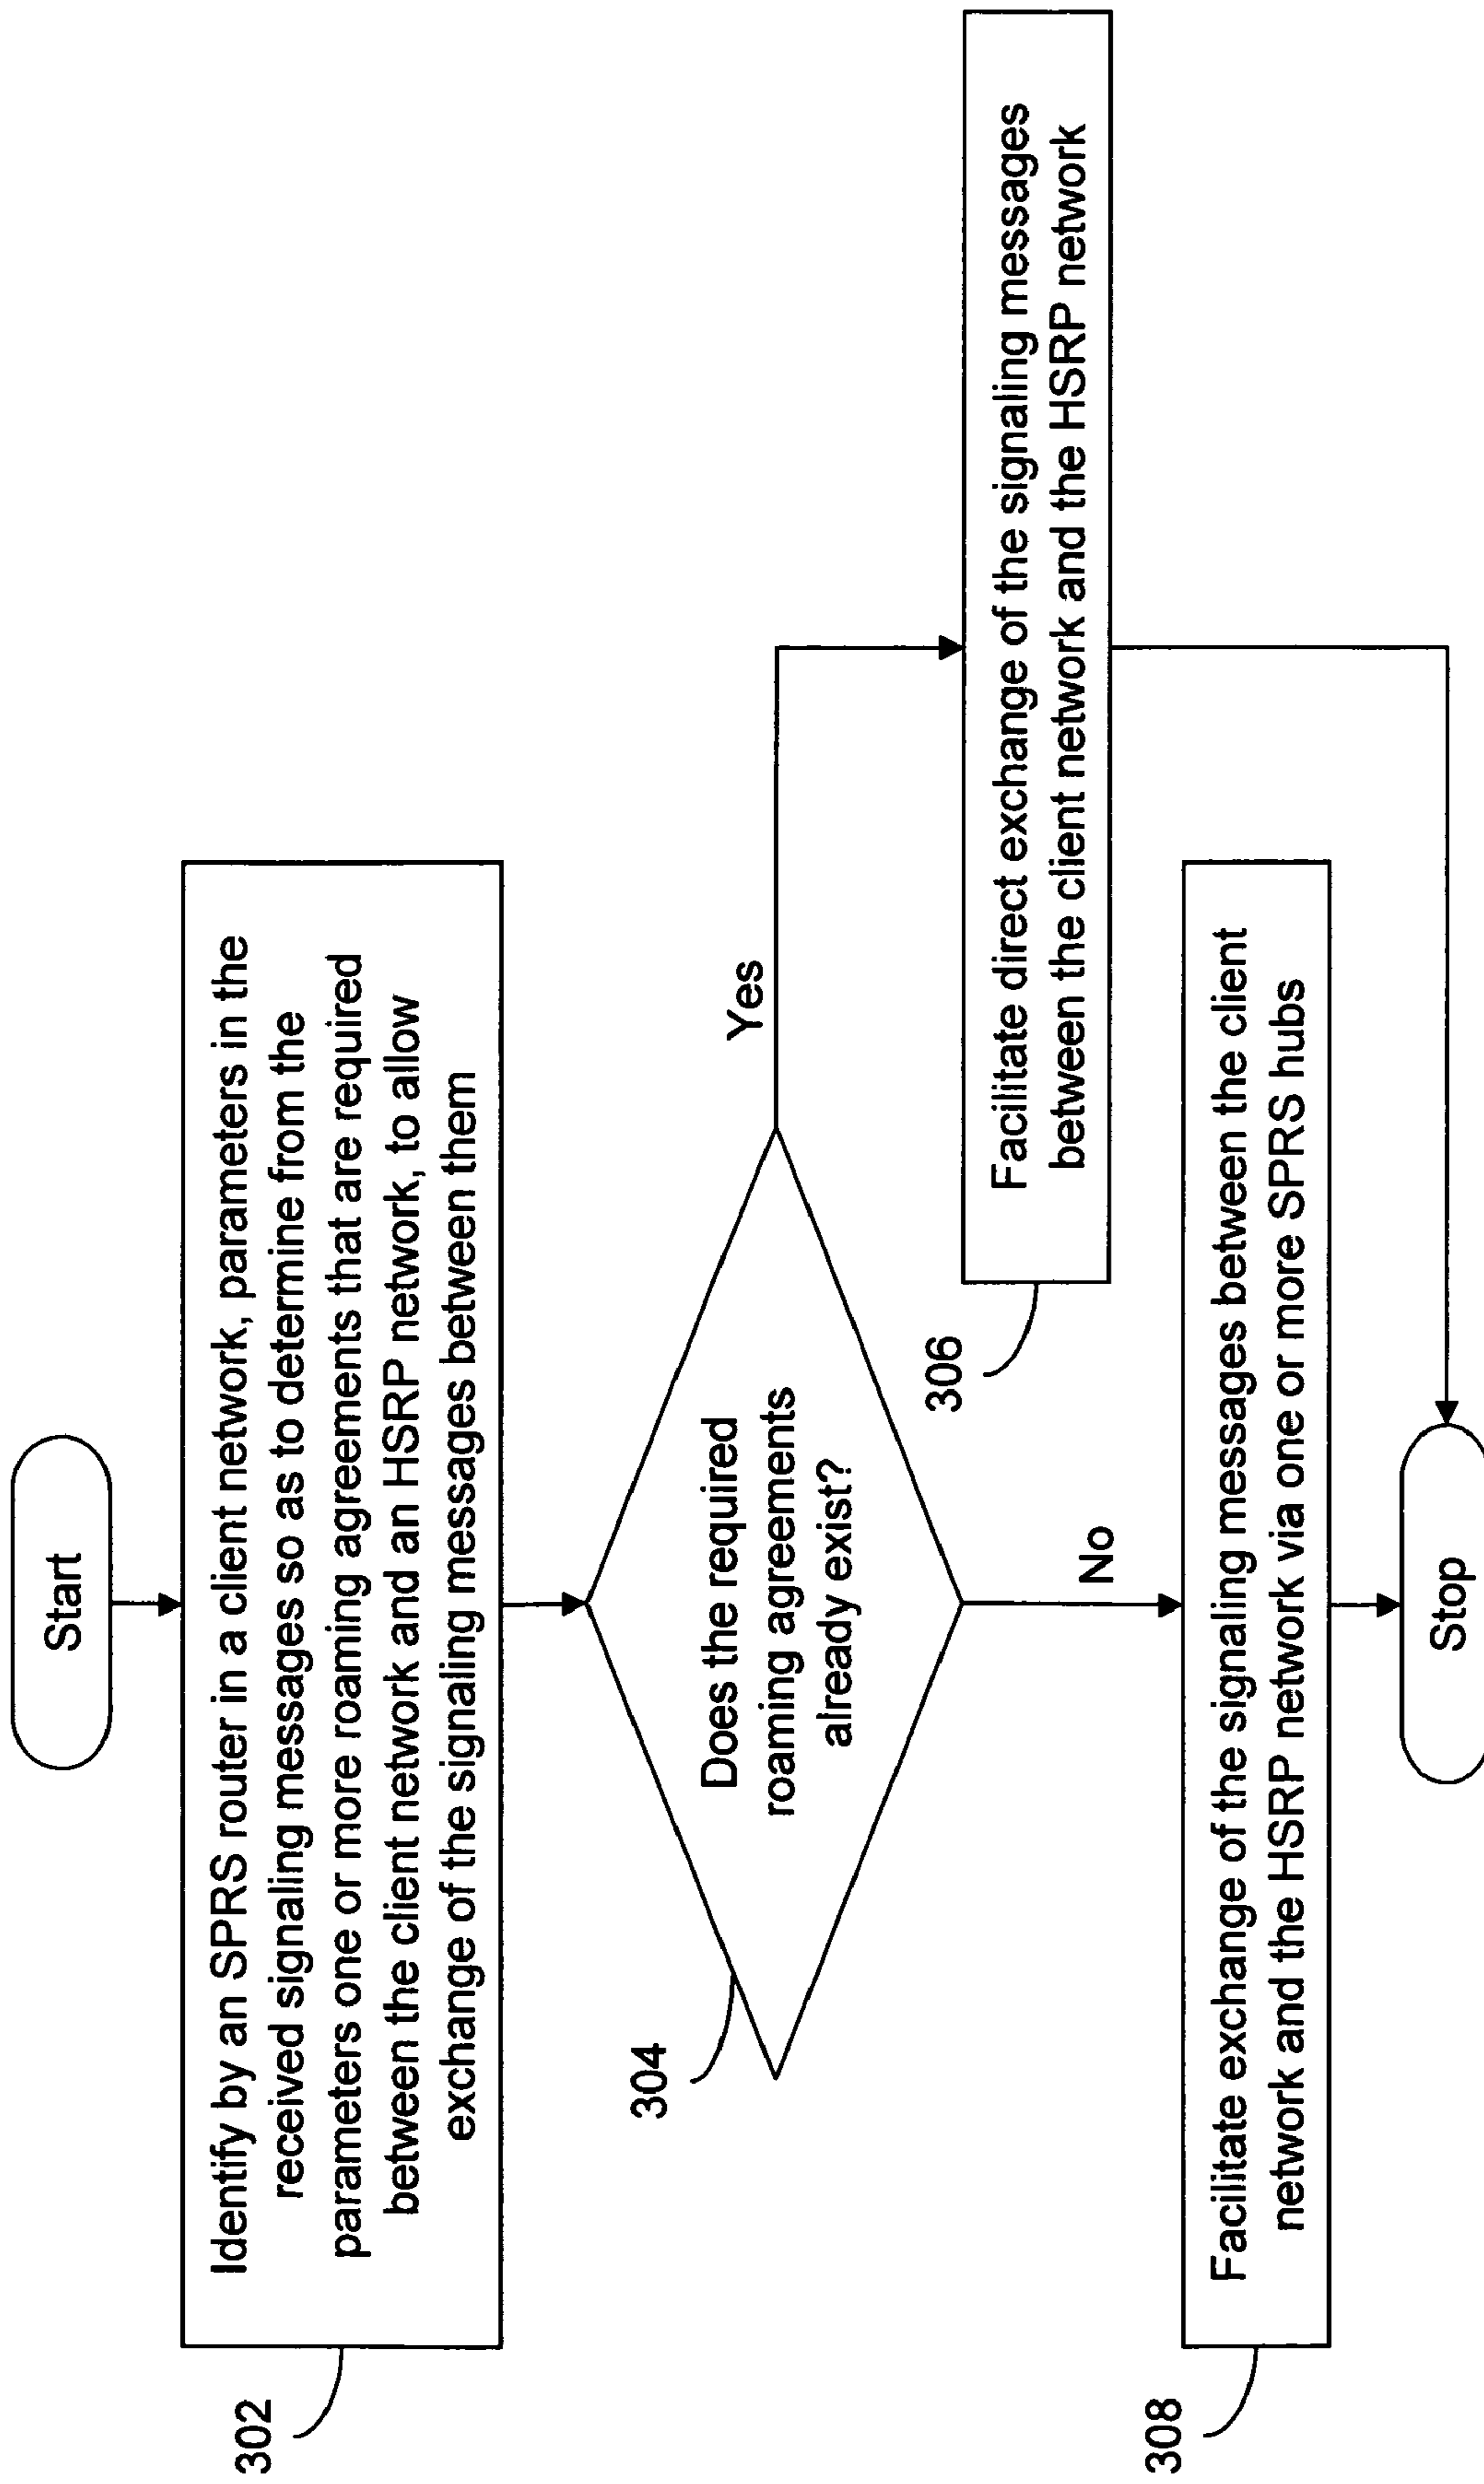 Start
302
Identify by an SPRS router in a client network, parameters in the
received signaling messages so as to determine from the
parameters one or more roaming agreements that are required
between the client network and an HSRP network, to allow
exchange of the signaling messages between them
304
Does the required
roaming agreements
already exist?
Yes
306
Facilitate direct exchange of the signaling messages
between the client network and the HSRP network
No
308
Facilitate exchange of the signaling messages between the client
network and the HSRP network via one or more SPRS hubs
Stop